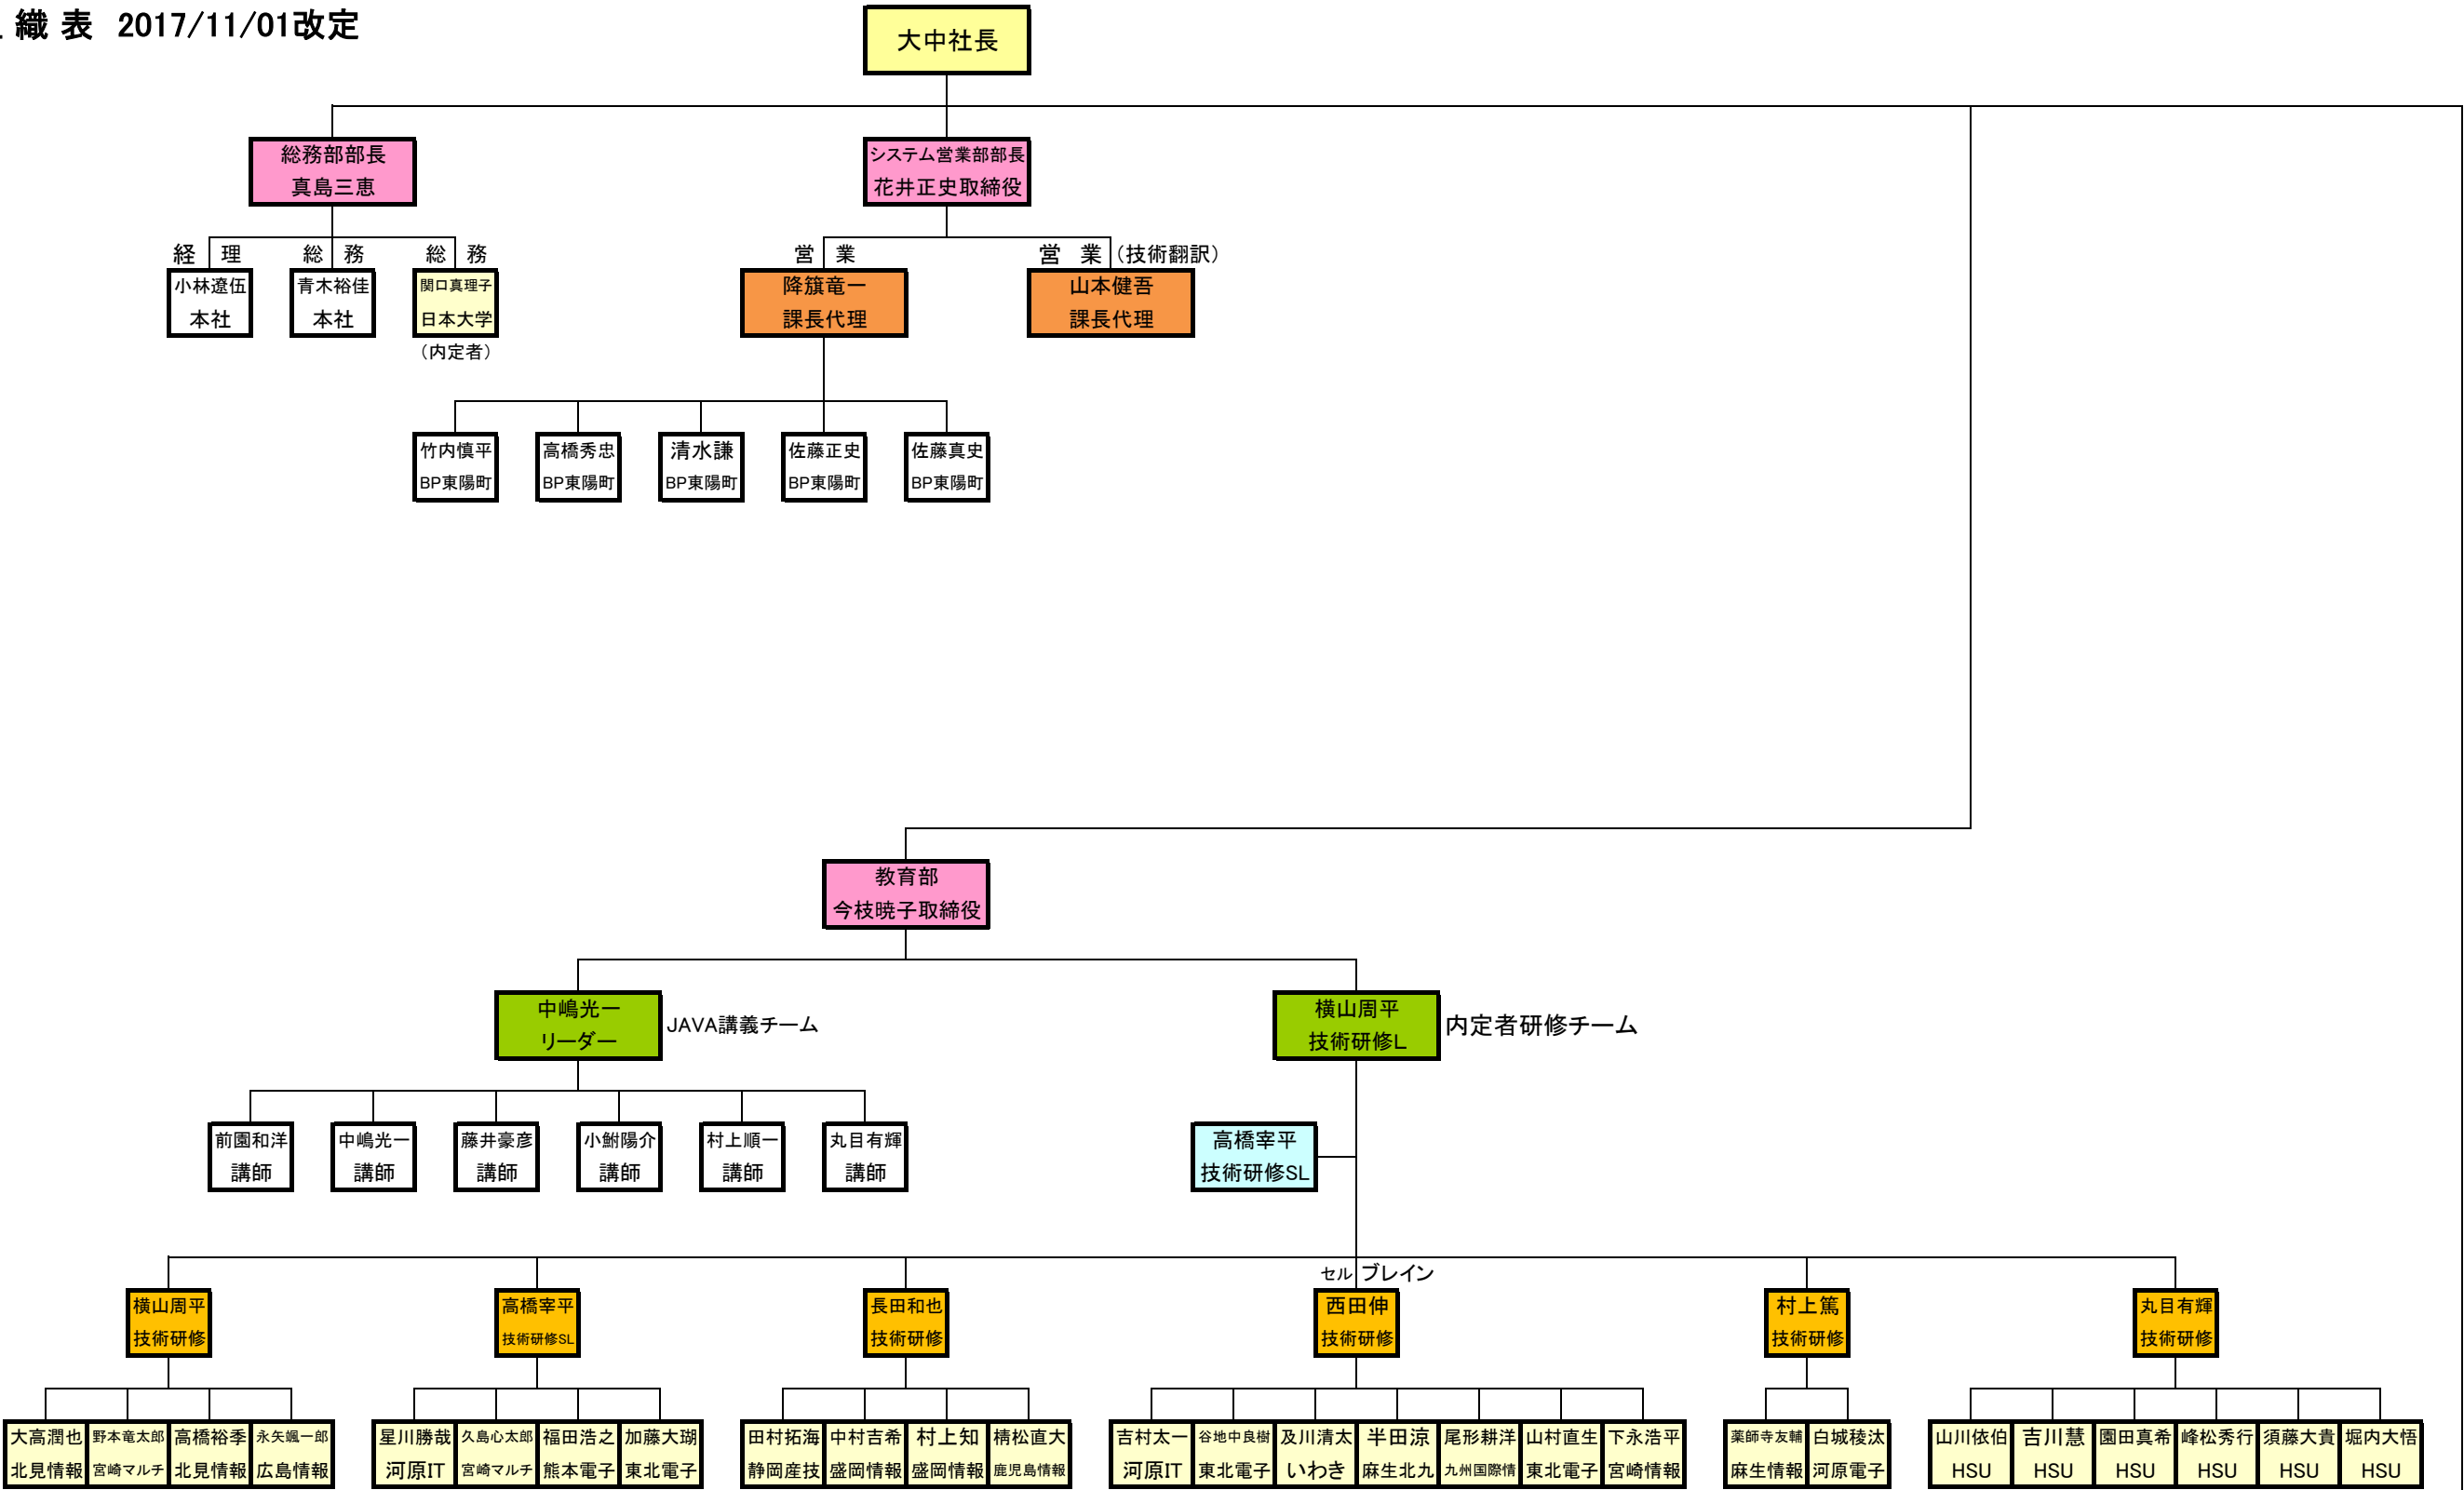 織 表 2017/11/01改定
大中社長
総務部部長
真島三恵
システム営業部部長
花井正史取締役
経 理
総 務
総 務
営 業
営 業 (技術翻訳)
小林遼伍
本社
青木裕佳
本社
関口真理子
日本大学
(内定者)
降籏竜一
課長代理
山本健吾
課長代理
竹内慎平
BP東陽町
高橋秀忠
BP東陽町
清水謙
BP東陽町
佐藤正史
BP東陽町
佐藤真史
BP東陽町
教育部
今枝暁子取締役
中嶋光一
リーダー
JAVA講義チーム
横山周平
技術研修L
内定者研修チーム
前園和洋
講師
中嶋光一
講師
藤井豪彦
講師
小鮒陽介
講師
村上順一
講師
丸目有輝
講師
高橋宰平
技術研修SL
セル ブレイン
横山周平
技術研修
高橋宰平
技術研修SL
長田和也
技術研修
西田伸
技術研修
村上篤
技術研修
丸目有輝
技術研修
大高潤也
北見情報
野本竜太郎
宮崎マルチ
高橋裕季
北見情報
永矢颯一郎
広島情報
星川勝哉
河原IT
久島心太郎
宮崎マルチ
福田浩之
熊本電子
加藤大瑚
東北電子
田村拓海
静岡産技
中村吉希
盛岡情報
村上知
盛岡情報
楕松直大
鹿児島情報
吉村太一
河原IT
谷地中良樹
東北電子
及川清太
いわき
半田涼
麻生北九
尾形耕洋
九州国際情
山村直生
東北電子
下永浩平
宮崎情報
薬師寺友輔
麻生情報
白城稜汰
河原電子
山川依伯
HSU
吉川慧
HSU
園田真希
HSU
峰松秀行
HSU
須藤大貴
HSU
堀内大悟
HSU